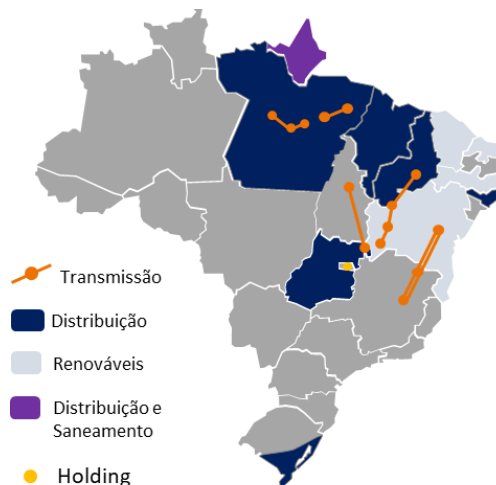 Transmissão
Distribuição
Renováveis
Distribuição e
Saneamento
Holding